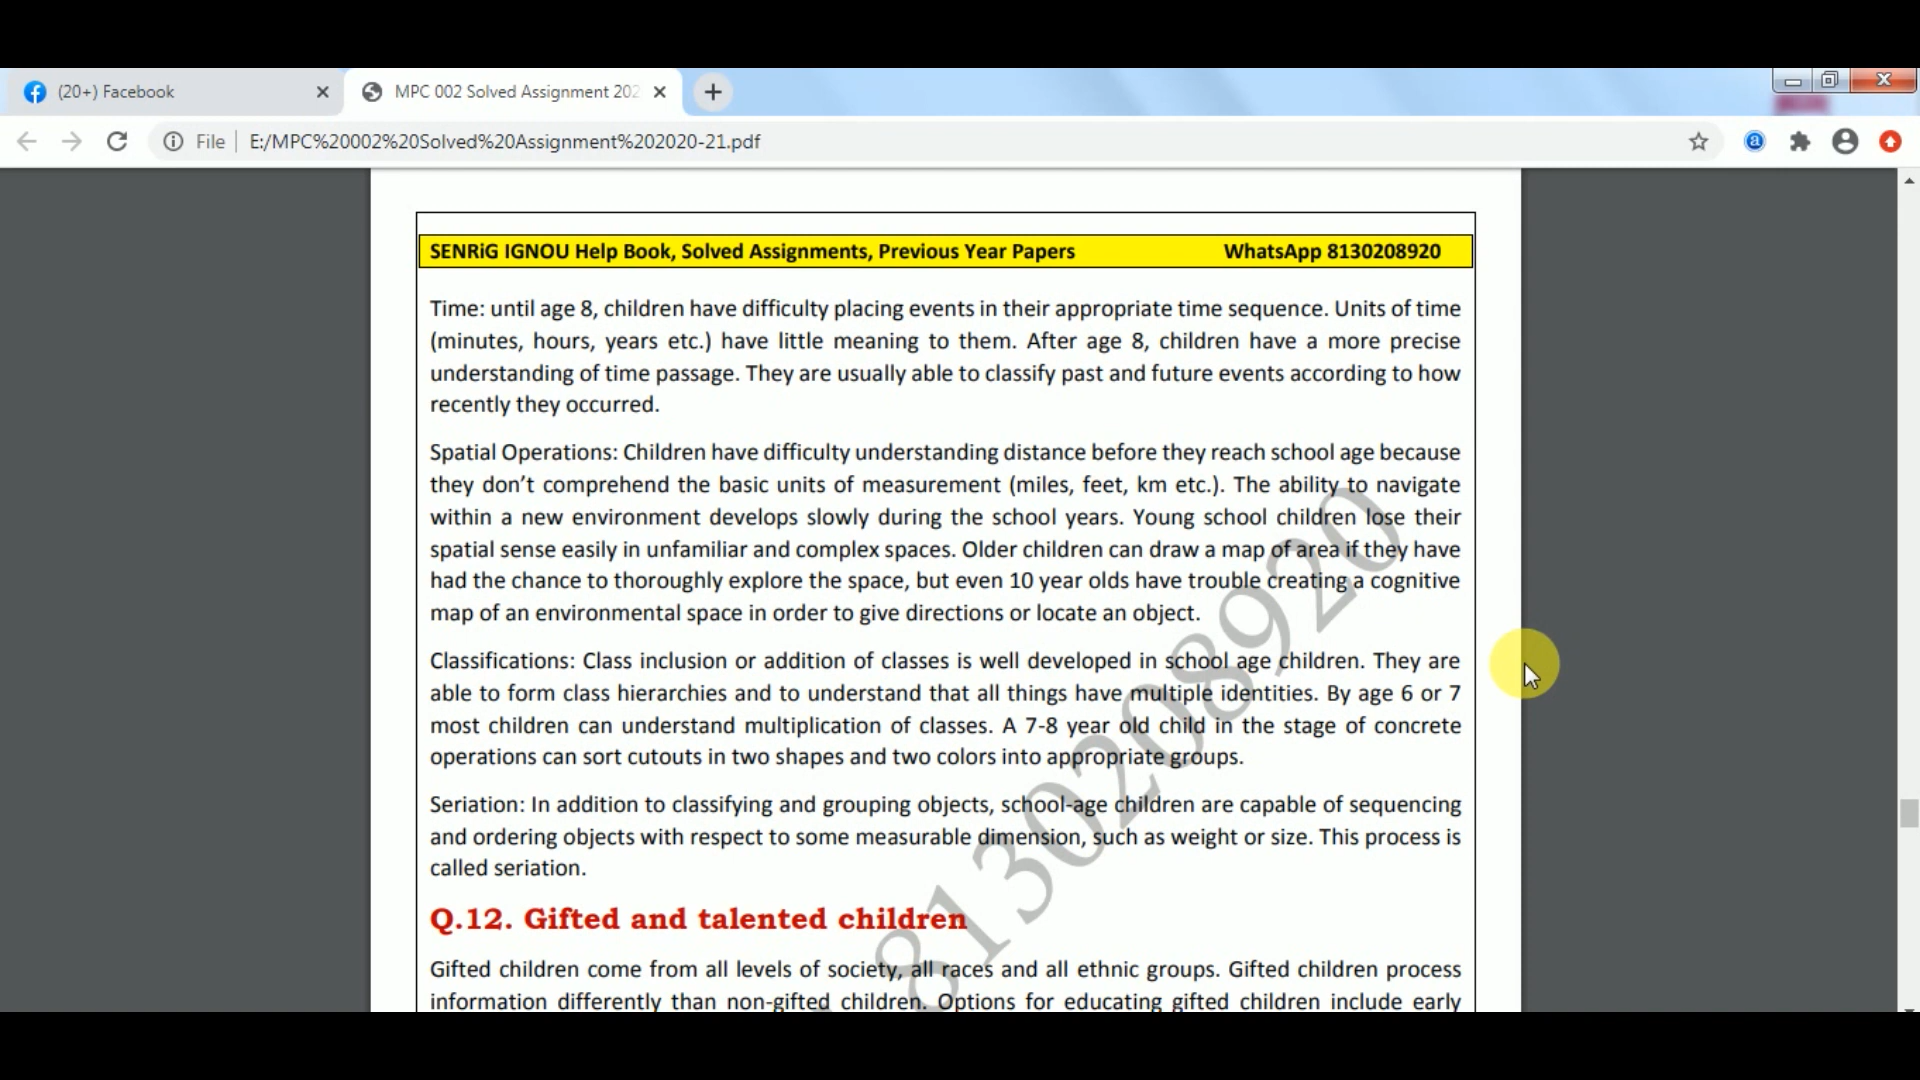 (20+) Facebook
MPC 002 Solved Assignment 202
File
E:/MPC%20002%20Solved%20Assignment%202020-21.pdf
SENRiG IGNOU Help Book, Solved Assignments, Previous Year Papers WhatsApp 8130208920
Time: until age 8, children have difficulty placing events in their appropriate time sequence. Units of time
(minutes, hours, years etc.) have little meaning to them. After age 8, children have a more precise
understanding of time passage. They are usually able to classify past and future events according to how
recently they occurred.
Spatial Operations: Children have difficulty understanding distance before they reach school age because
they don’t comprehend the basic units of measurement (miles, feet, km etc.). The ability to navigate
within a new environment develops slowly during the school years. Young school children lose their
spatial sense easily in unfamiliar and complex spaces. Older children can draw a map of area if they have
had the chance to thoroughly explore the space, but even 10 year olds have trouble creating a cognitive
map of an environmental space in order to give directions or locate an object.
Classifications: Class inclusion or addition of classes is well developed in school age children. They are
able to form class hierarchies and to understand that all things have multiple identities. By age 6 or 7
most children can understand multiplication of classes. A 7-8 year old child in the stage of concrete
operations can sort cutouts in two shapes and two colors into appropriate groups.
Seriation: In addition to classifying and grouping objects, school-age children are capable of sequencing
and ordering objects with respect to some measurable dimension, such as weight or size. This process is
called seriation.
Q.12. Gifted and talented children
Gifted children come from all levels of society, all races and all ethnic groups. Gifted children process
information differently than non-gifted children. Options for educating gifted children include early
8130208920